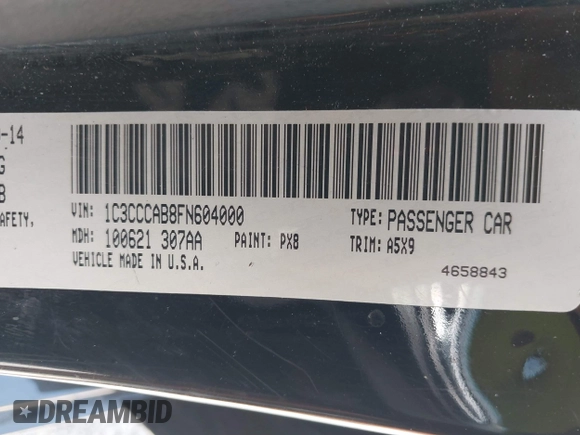 -14
G
8
AFETY,
VIN: 1C3CCCAB8FN604000
TYPE: PASSENGER CAR
MDH: 100621 307AA
PAINT: PX8
TRIM: A5X9
VEHICLE MADE IN U.S.A.
4658843
DREAMBID